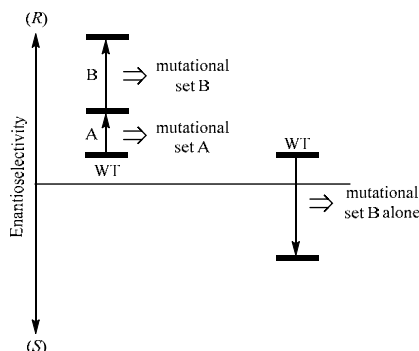 (R)
B
mutational
set B
A
mutational
set A
WT
WT
mutational
set B alone
Enantioselectivity
(S)